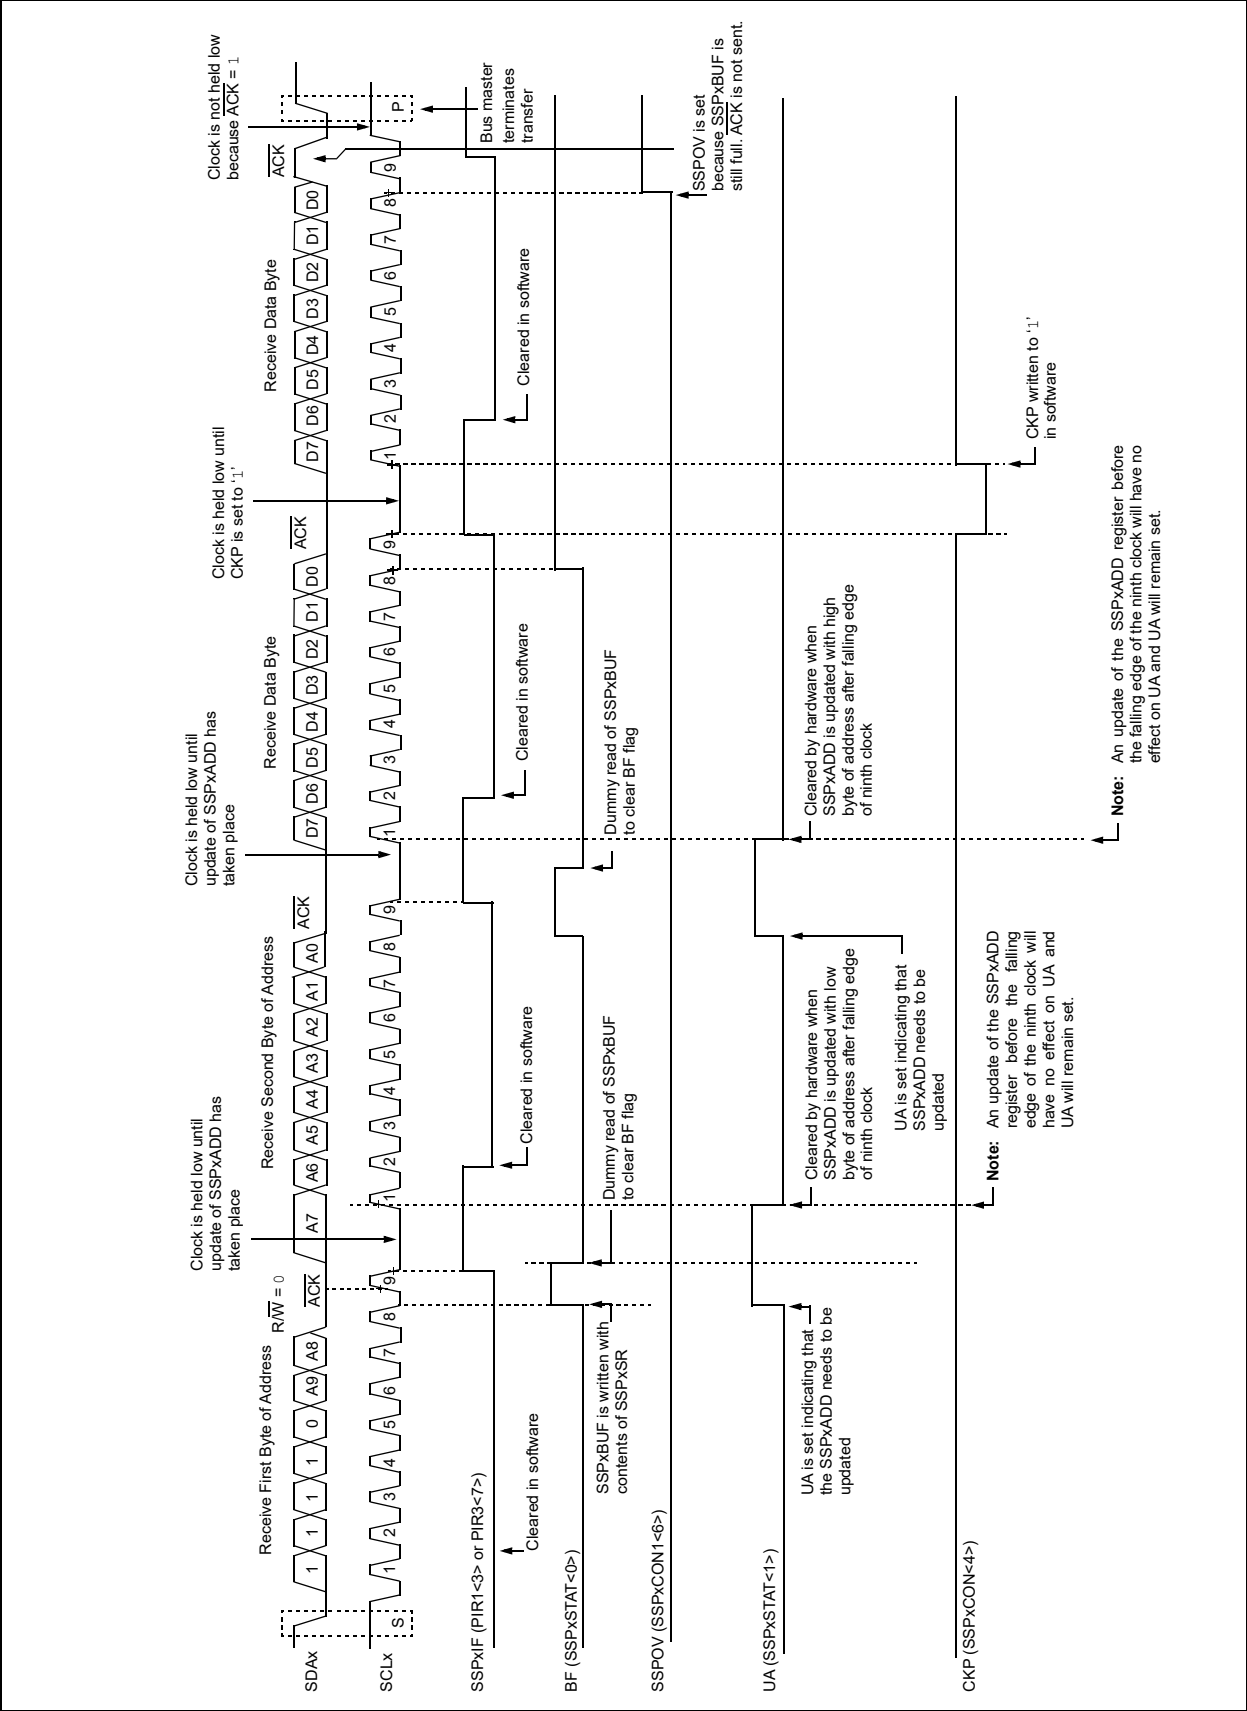 Receive First Byte of Address
R/W = 0
Clock is held low until
update of SSPxADD has
taken place
Receive Second Byte of Address
Clock is held low until
update of SSPxADD has
taken place
Receive Data Byte
Clock is held low until
CKP is set to ‘1’
Receive Data Byte
Clock is not held low
because ACK = 1
SDAx
1 1 1 1 0 A9 A8 ACK
A7 A6 A5 A4 A3 A2 A1 A0 ACK
D7 D6 D5 D4 D3 D2 D1 D0 ACK
D7 D6 D5 D4 D3 D2 D1 D0 ACK
SCLx
S
1 2 3 4 5 6 7 8 9
1 2 3 4 5 6 7 8 9
1 2 3 4 5 6 7 8 9
1 2 3 4 5 6 7 8 9
P
Bus master
terminates
transfer
SSPxIF (PIR1<3> or PIR3<7>)
Cleared in software
Cleared in software
Cleared in software
Cleared in software
BF (SSPxSTAT<0>)
SSPxBUF is written with
contents of SSPxSR
Dummy read of SSPxBUF
to clear BF flag
Dummy read of SSPxBUF
to clear BF flag
SSPOV (SSPxCON1<6>)
SSPOV is set
because SSPxBUF is
still full. ACK is not sent.
UA (SSPxSTAT<1>)
UA is set indicating that
the SSPxADD needs to be
updated
Cleared by hardware when
SSPxADD is updated with low
byte of address after falling edge
of ninth clock
UA is set indicating that
SSPxADD needs to be
updated
Cleared by hardware when
SSPxADD is updated with high
byte of address after falling edge
of ninth clock
CKP (SSPxCON<4>)
CKP written to ‘1’
in software
Note: An update of the SSPxADD
register before the falling
edge of the ninth clock will
have no effect on UA and
UA will remain set.
Note: An update of the SSPxADD register before
the falling edge of the ninth clock will have no
effect on UA and UA will remain set.